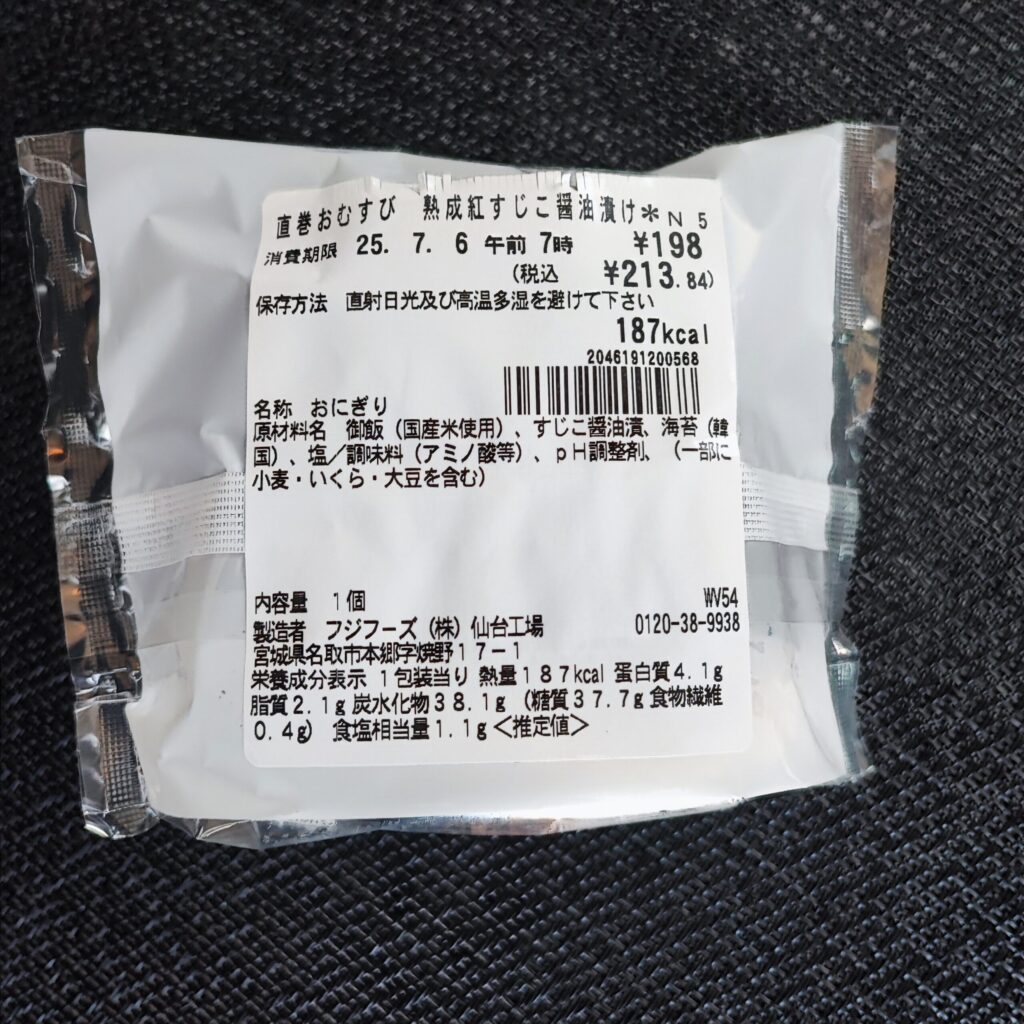 直巻おむすび 熟成紅すじこ醤油漬け*N5
消費期限 25. 7. 6 午前 7時 ¥198
(税込 ¥213.84)
保存方法 直射日光及び高温多湿を避けて下さい
187kcal
2046191200568
名称 おにぎり
原材料名 御飯(国産米使用)、すじこ醤油漬、海苔(韓
国)、塩/調味料(アミノ酸等)、pH調整剤、(一部に
小麦・いくら・大豆を含む)
内容量 1個 WV54
製造者 フジフーズ(株)仙台工場 0120-38-9938
宮城県名取市本郷字焼野17-1
栄養成分表示 1包装当り 熱量187kcal 蛋白質4.1g
脂質2.1g 炭水化物38.1g (糖質37.7g 食物繊維
0.4g) 食塩相当量1.1g<推定値>